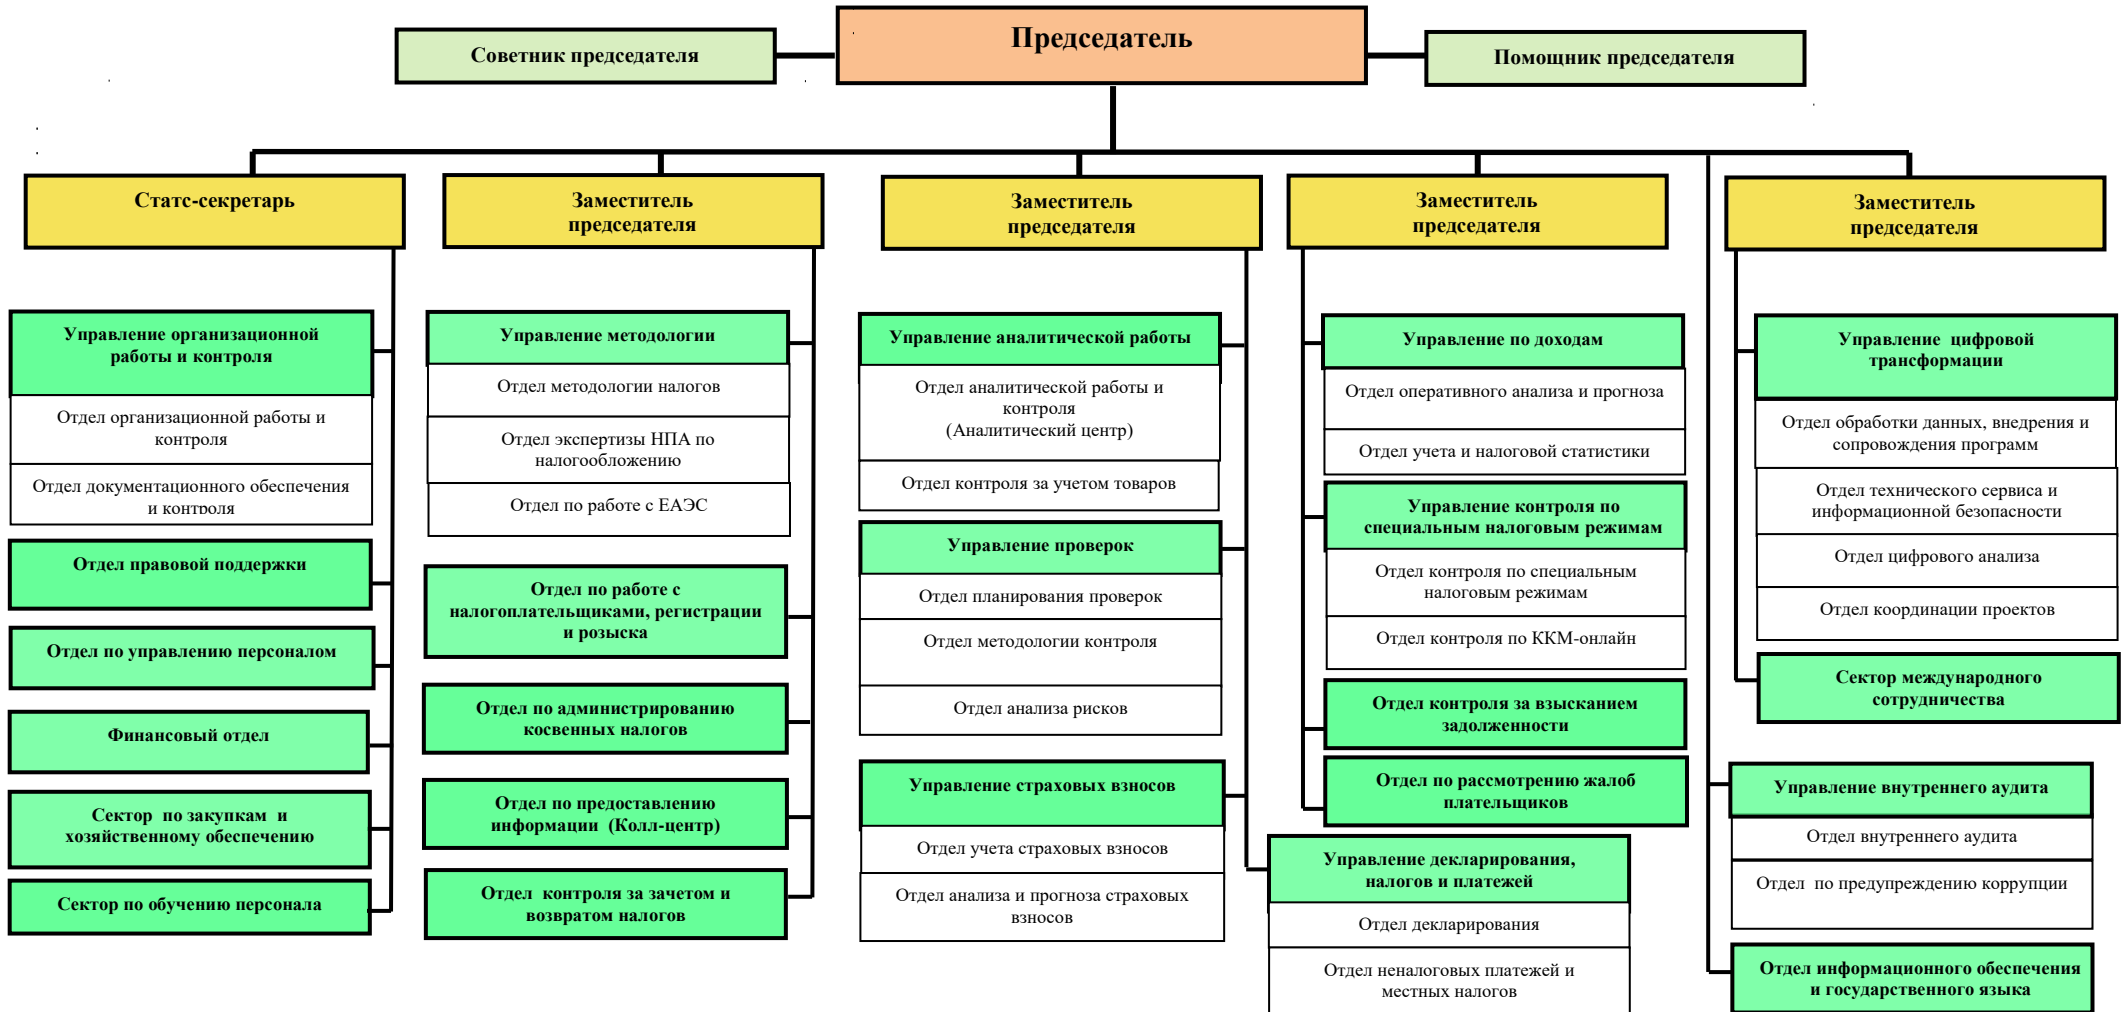 Председатель
Советник председателя
Помощник председателя
Статс-секретарь
Заместитель
председателя
Заместитель
председателя
Заместитель
председателя
Заместитель
председателя
Управление организационной
работы и контроля
Отдел организационной работы и
контроля
Отдел документационного обеспечения
и контроля
Отдел правовой поддержки
Отдел по управлению персоналом
Финансовый отдел
Сектор по закупкам и
хозяйственному обеспечению
Сектор по обучению персонала
Управление методологии
Отдел методологии налогов
Отдел экспертизы НПА по
налогообложению
Отдел по работе с ЕАЭС
Отдел по работе с
налогоплательщиками, регистрации
и розыска
Отдел по администрированию
косвенных налогов
Отдел по предоставлению
информации (Колл-центр)
Отдел контроля за зачетом и
возвратом налогов
Управление аналитической работы
Отдел аналитической работы и
контроля
(Аналитический центр)
Отдел контроля за учетом товаров
Управление проверок
Отдел планирования проверок
Отдел методологии контроля
Отдел анализа рисков
Управление страховых взносов
Отдел учета страховых взносов
Отдел анализа и прогноза страховых
взносов
Управление декларирования,
налогов и платежей
Отдел декларирования
Отдел неналоговых платежей и
местных налогов
Управление по доходам
Отдел оперативного анализа и прогноза
Отдел учета и налоговой статистики
Управление контроля по
специальным налоговым режимам
Отдел контроля по специальным
налоговым режимам
Отдел контроля по ККМ-онлайн
Отдел контроля за взысканием
задолженности
Отдел по рассмотрению жалоб
плательщиков
Управление цифровой
трансформации
Отдел обработки данных, внедрения и
сопровождения программ
Отдел технического сервиса и
информационной безопасности
Отдел цифрового анализа
Отдел координации проектов
Сектор международного
сотрудничества
Управление внутреннего аудита
Отдел внутреннего аудита
Отдел по предупреждению коррупции
Отдел информационного обеспечения
и государственного языка